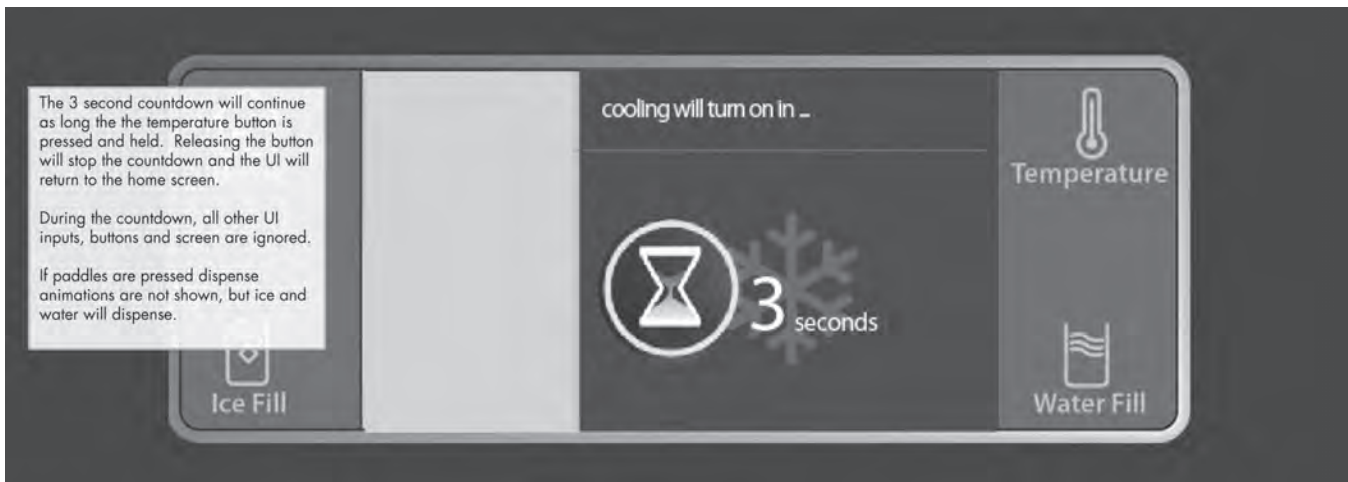 The 3 second countdown will continue
as long the the temperature button is
pressed and held. Releasing the button
will stop the countdown and the UI will
return to the home screen.
During the countdown, all other UI
inputs, buttons and screen are ignored.
If paddles are pressed dispense
animations are not shown, but ice and
water will dispense.
Ice Fill
cooling will turn on in ...
3 seconds
Temperature
Water Fill